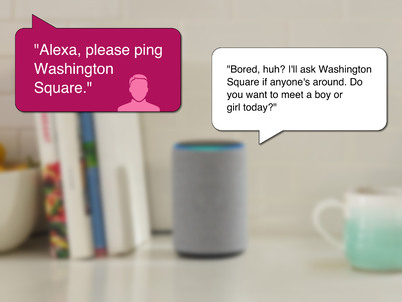 "Alexa, please ping
Washington
Square."
"Bored, huh? I'll ask Washington
Square if anyone's around. Do
you want to meet a boy or
girl today?"